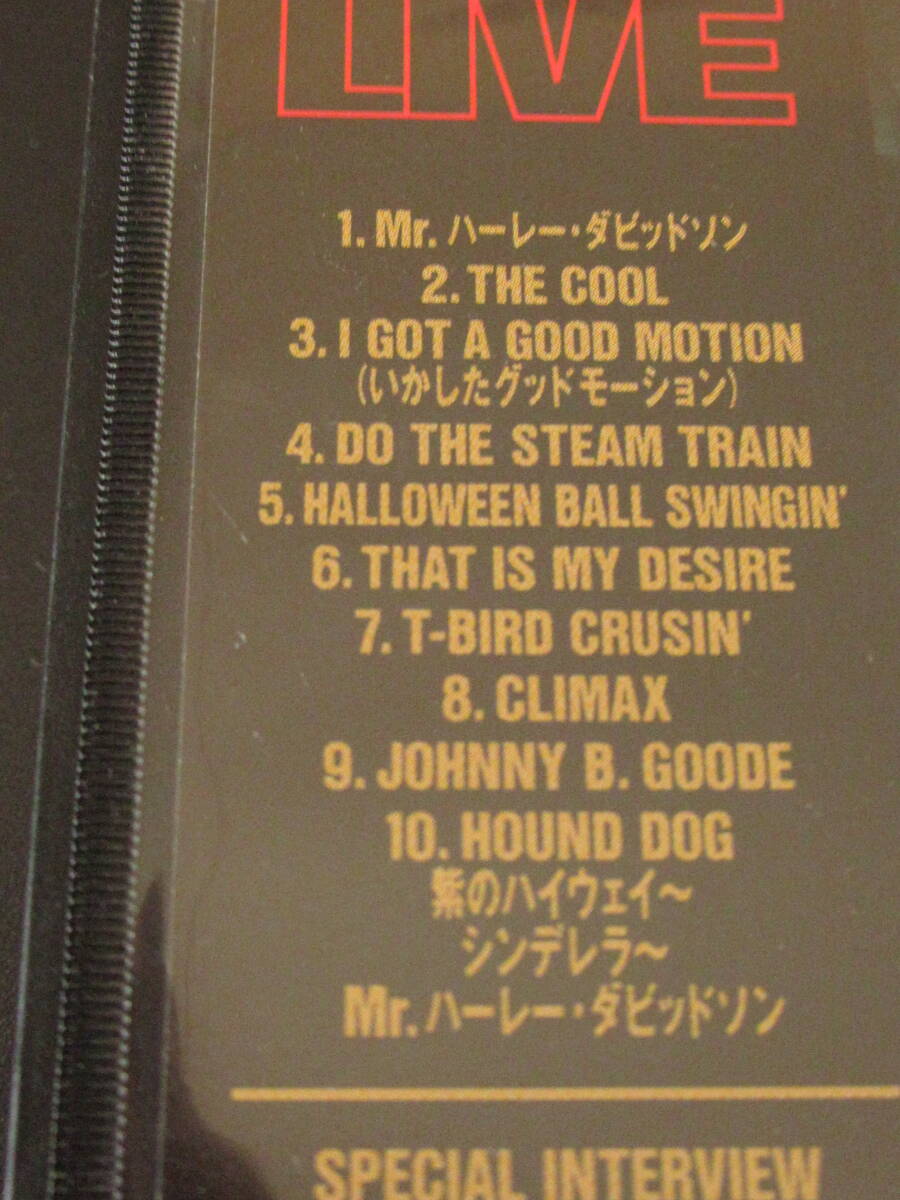 LIVE
1. Mr. ハーレー・ダビッドソン
2. THE COOL
3. I GOT A GOOD MOTION
(いかしたグッドモーション)
4. DO THE STEAM TRAIN
5. HALLOWEEN BALL SWINGIN'
6. THAT IS MY DESIRE
7. T-BIRD CRUSIN'
8. CLIMAX
9. JOHNNY B. GOODE
10. HOUND DOG
紫のハイウェイ〜
シンデレラ〜
Mr. ハーレー・ダビッドソン
SPECIAL INTERVIEW